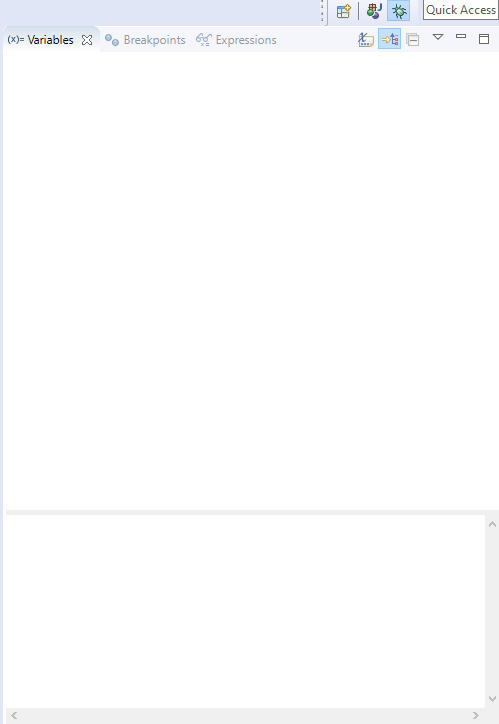 Quick Access
(x)= Variables Breakpoints Expressions